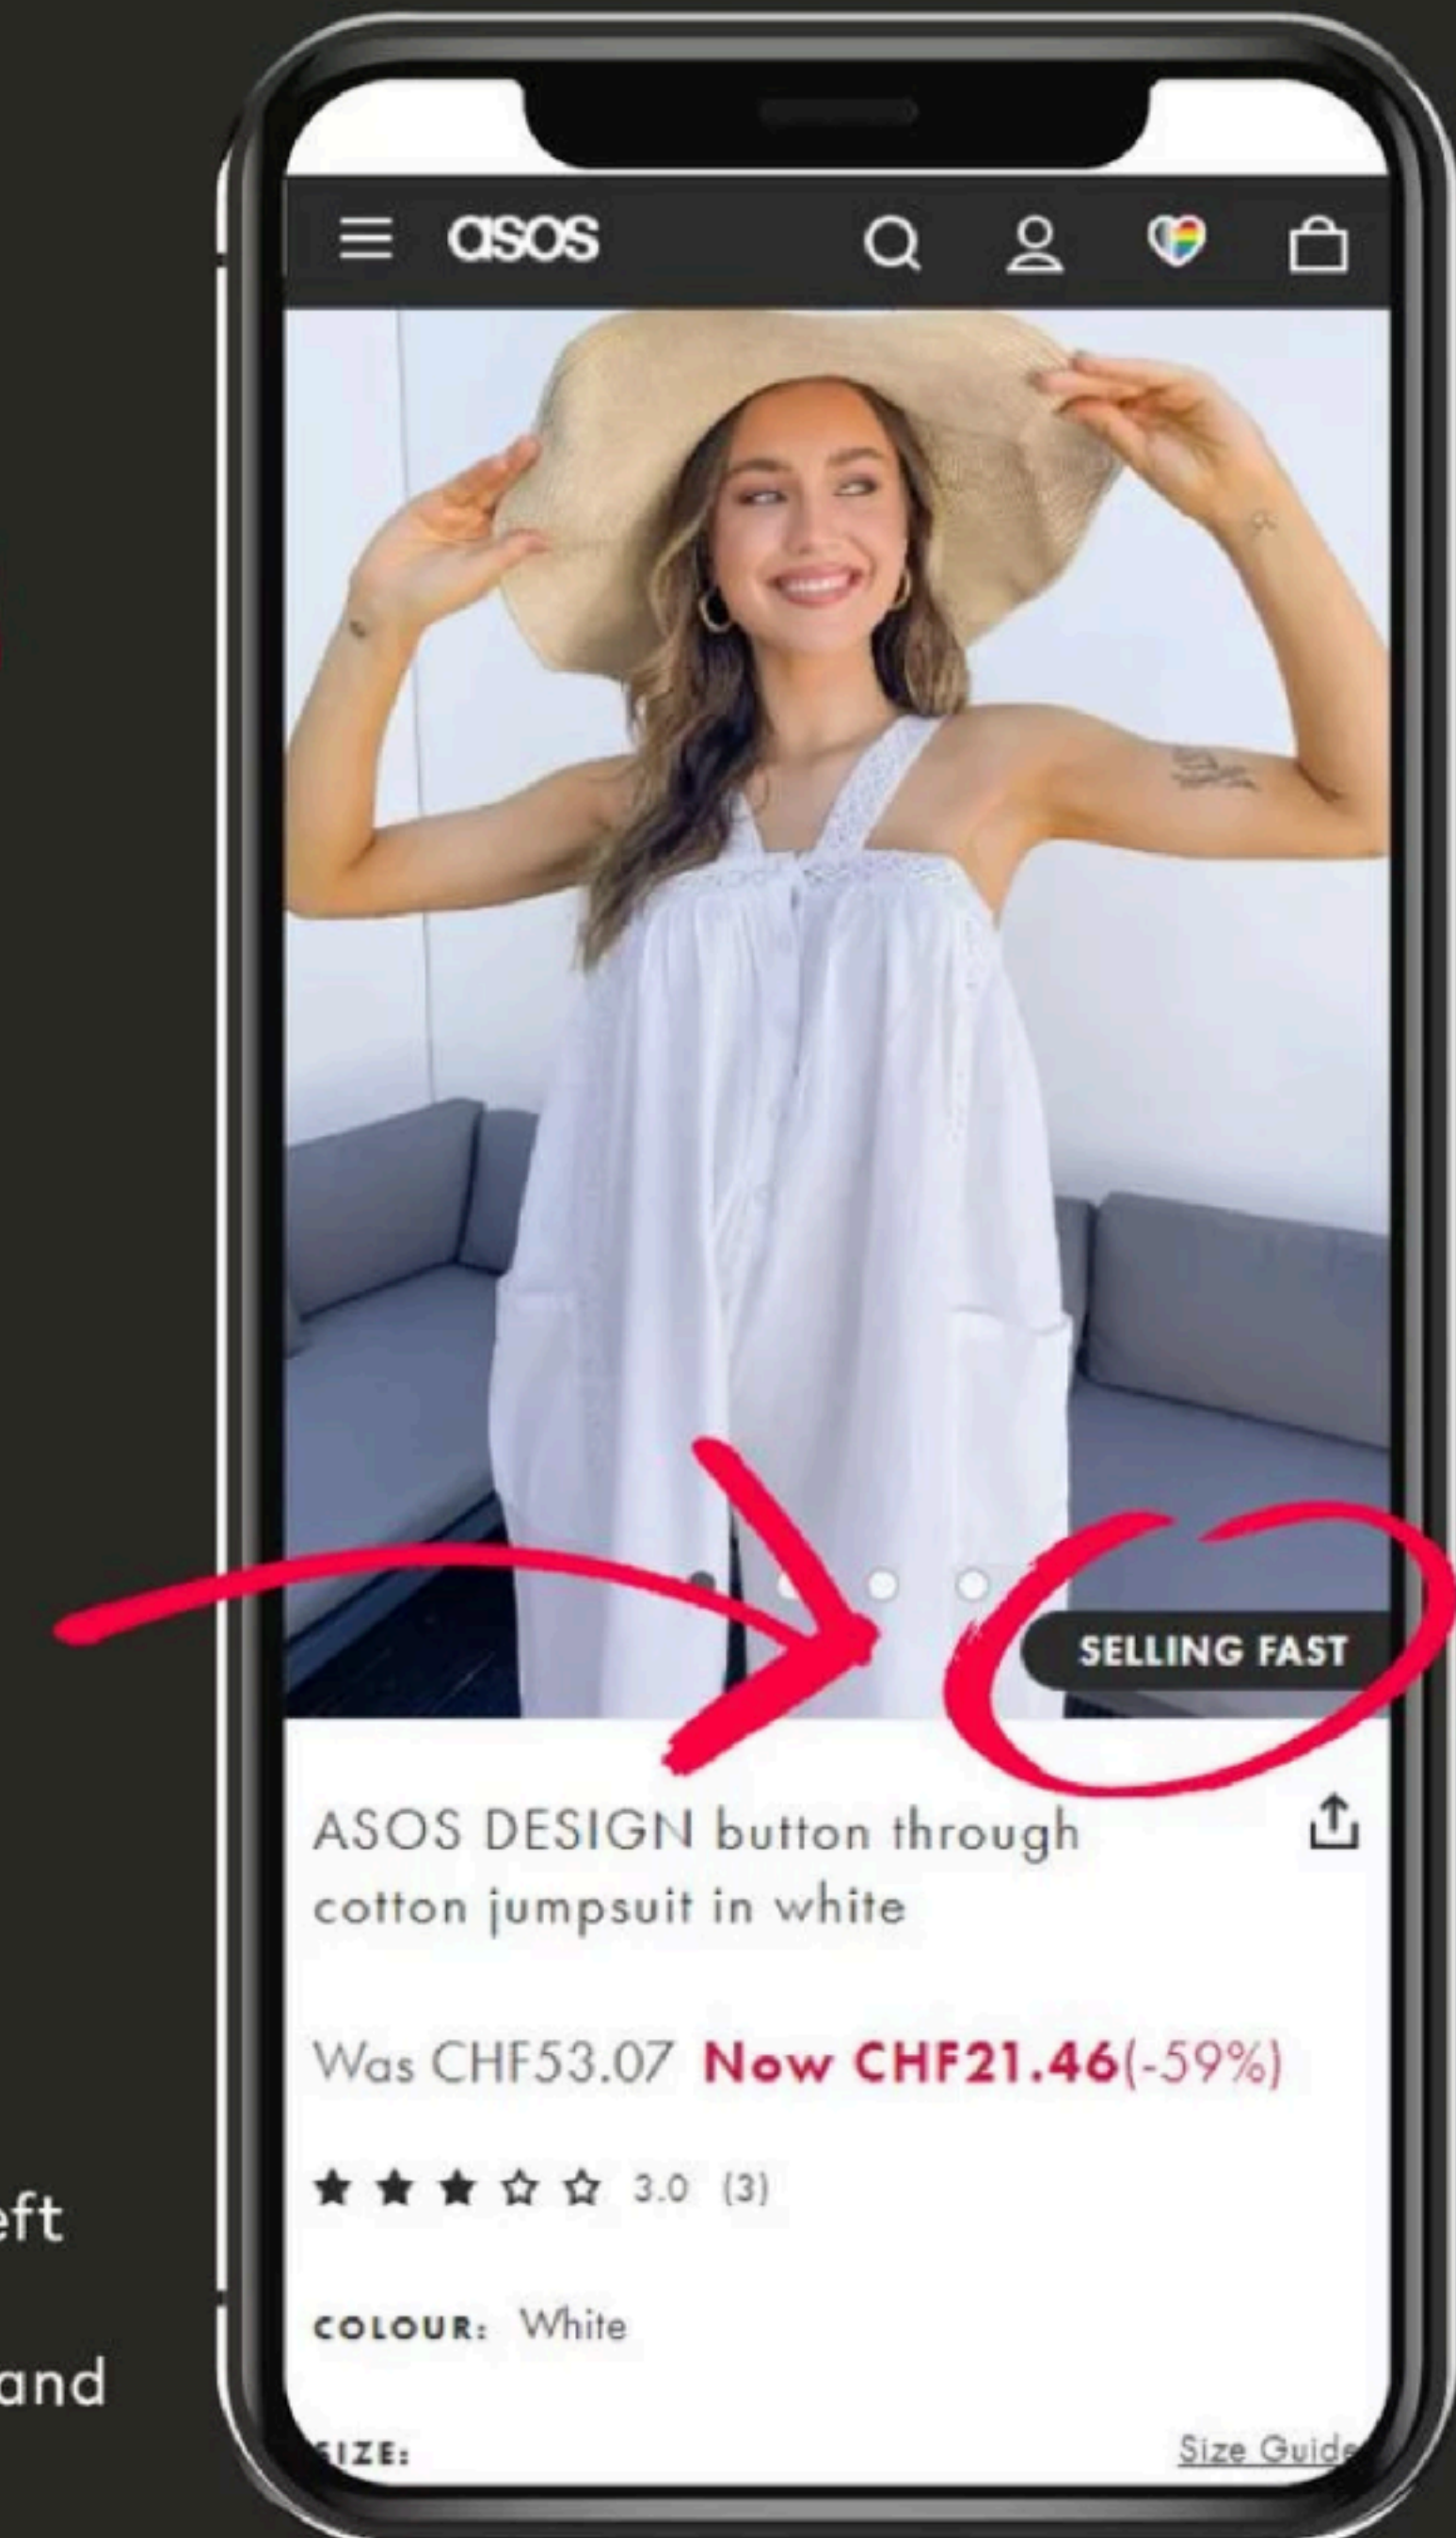 asos
SELLING FAST
ASOS DESIGN button through
cotton jumpsuit in white
Was CHF53.07 Now CHF21.46(-59%)
3.0 (3)
COLOUR: White
SIZE: Size Guide
and